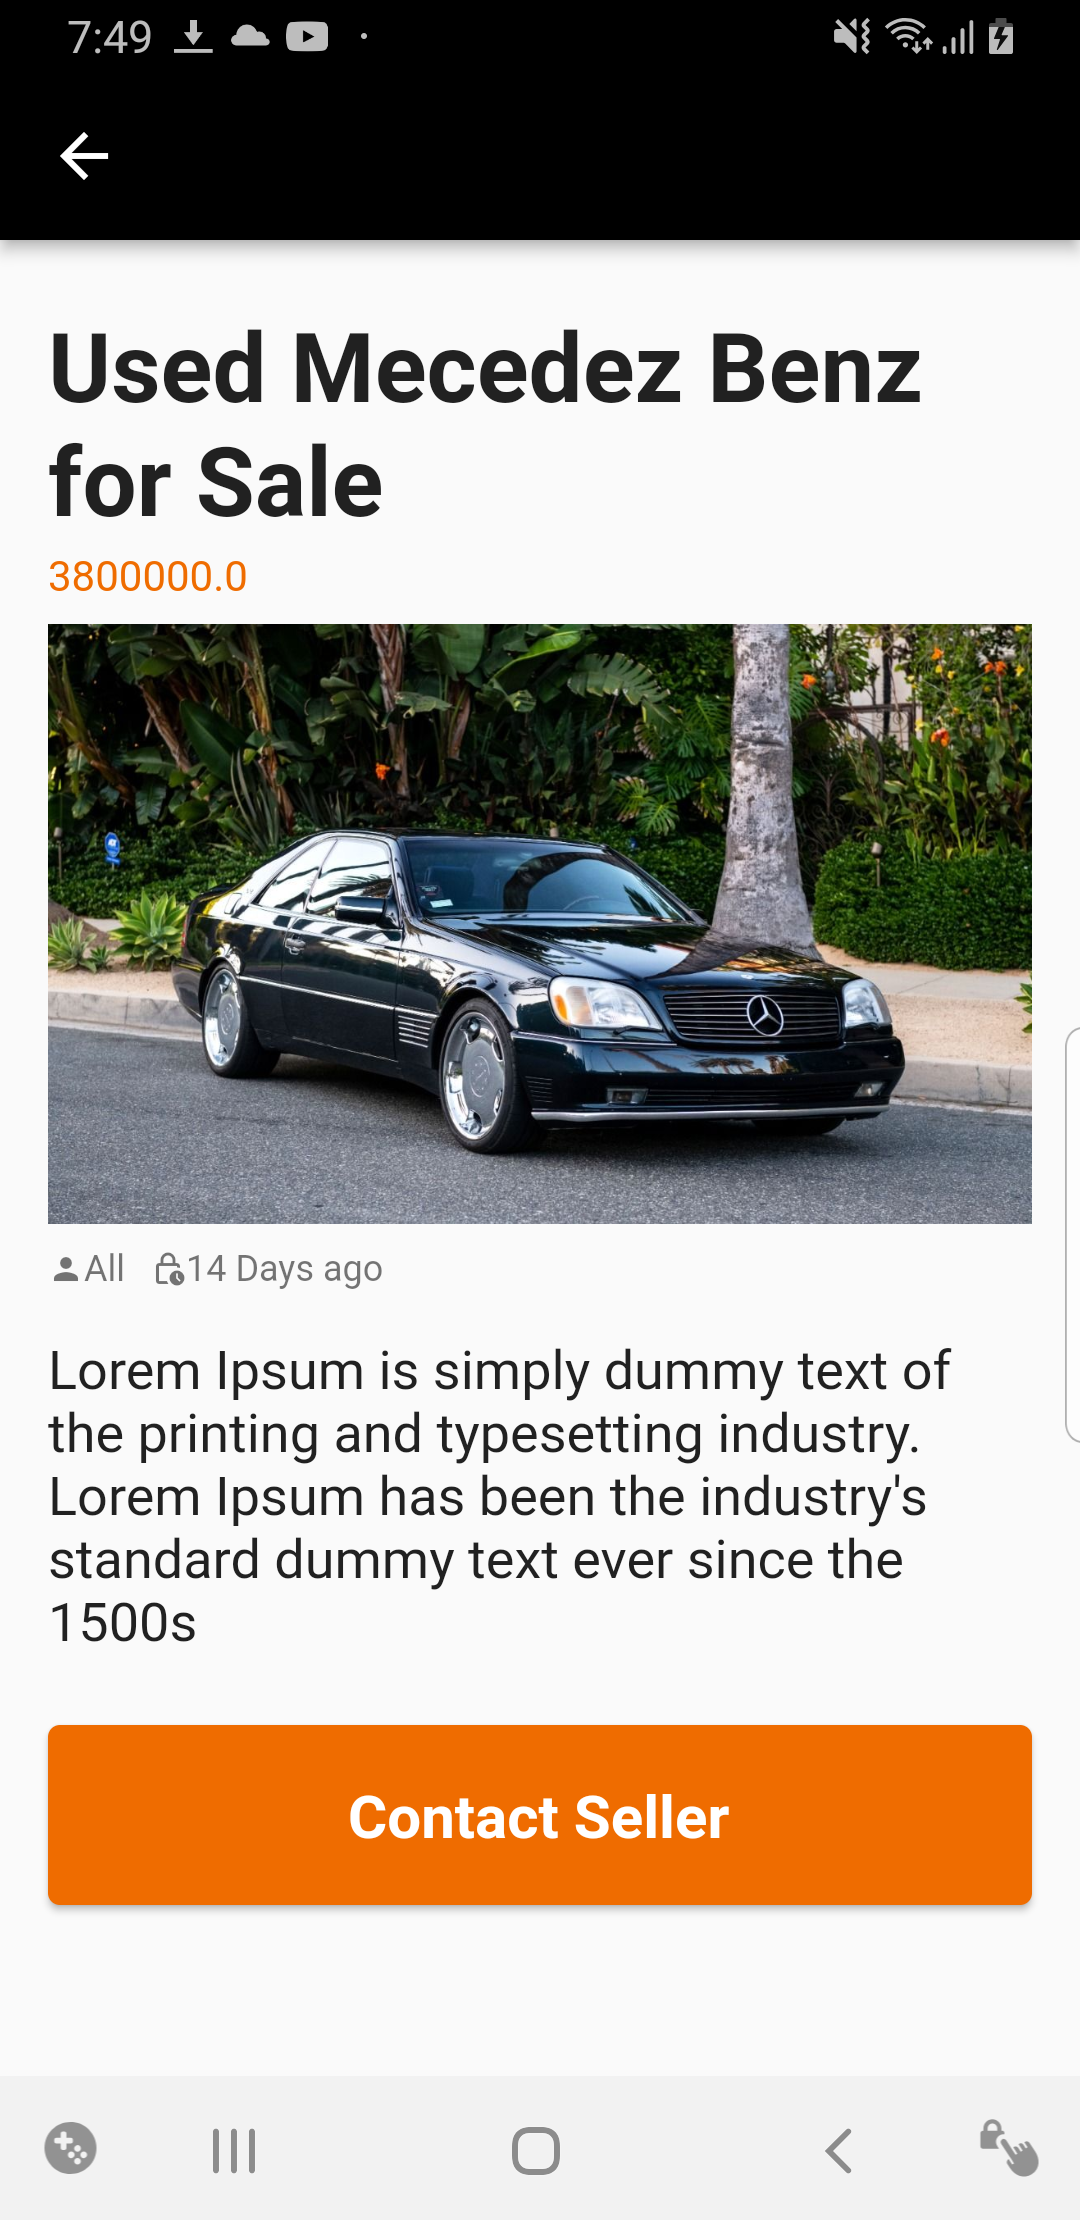 7:49
Used Mecedez Benz
for Sale
3800000.0
All 14 Days ago
Lorem Ipsum is simply dummy text of
the printing and typesetting industry.
Lorem Ipsum has been the industry's
standard dummy text ever since the
1500s
Contact Seller